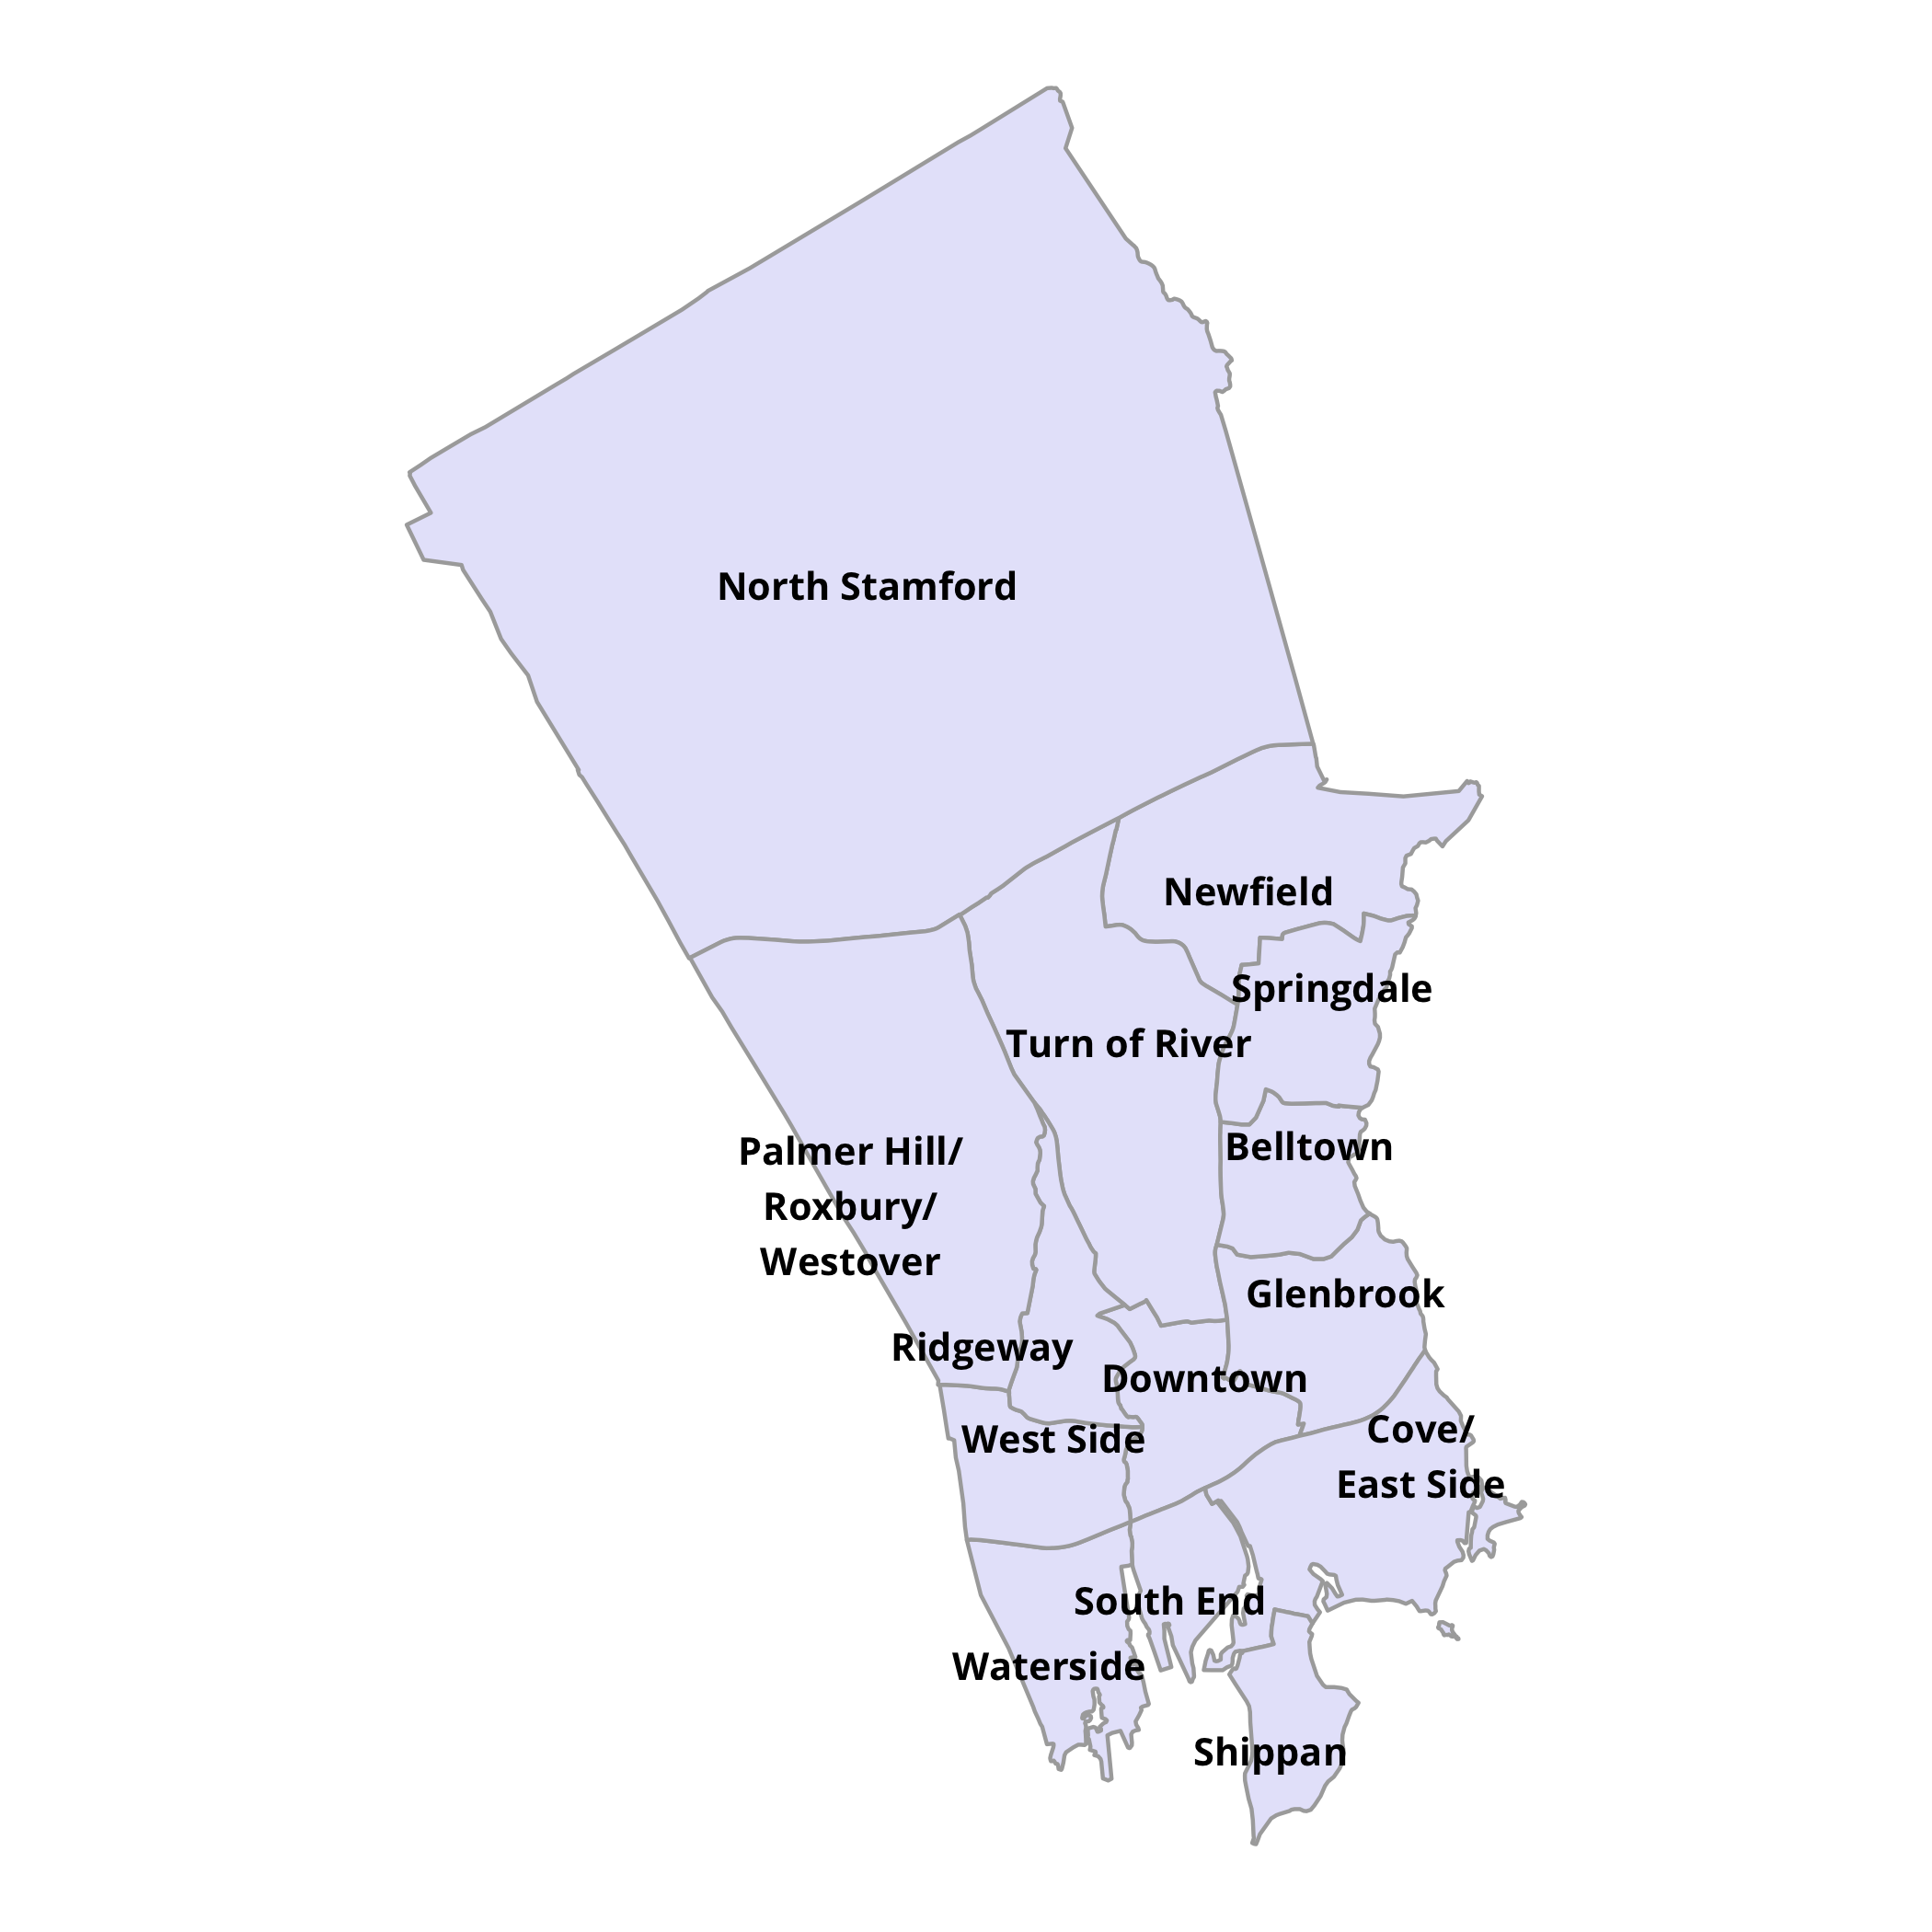 North Stamford
Newfield
Springdale
Turn of River
Palmer Hill/
Roxbury/
Westover
Belltown
Glenbrook
Ridgeway
Downtown
West Side
Cove/
East Side
South End
Waterside
Shippan